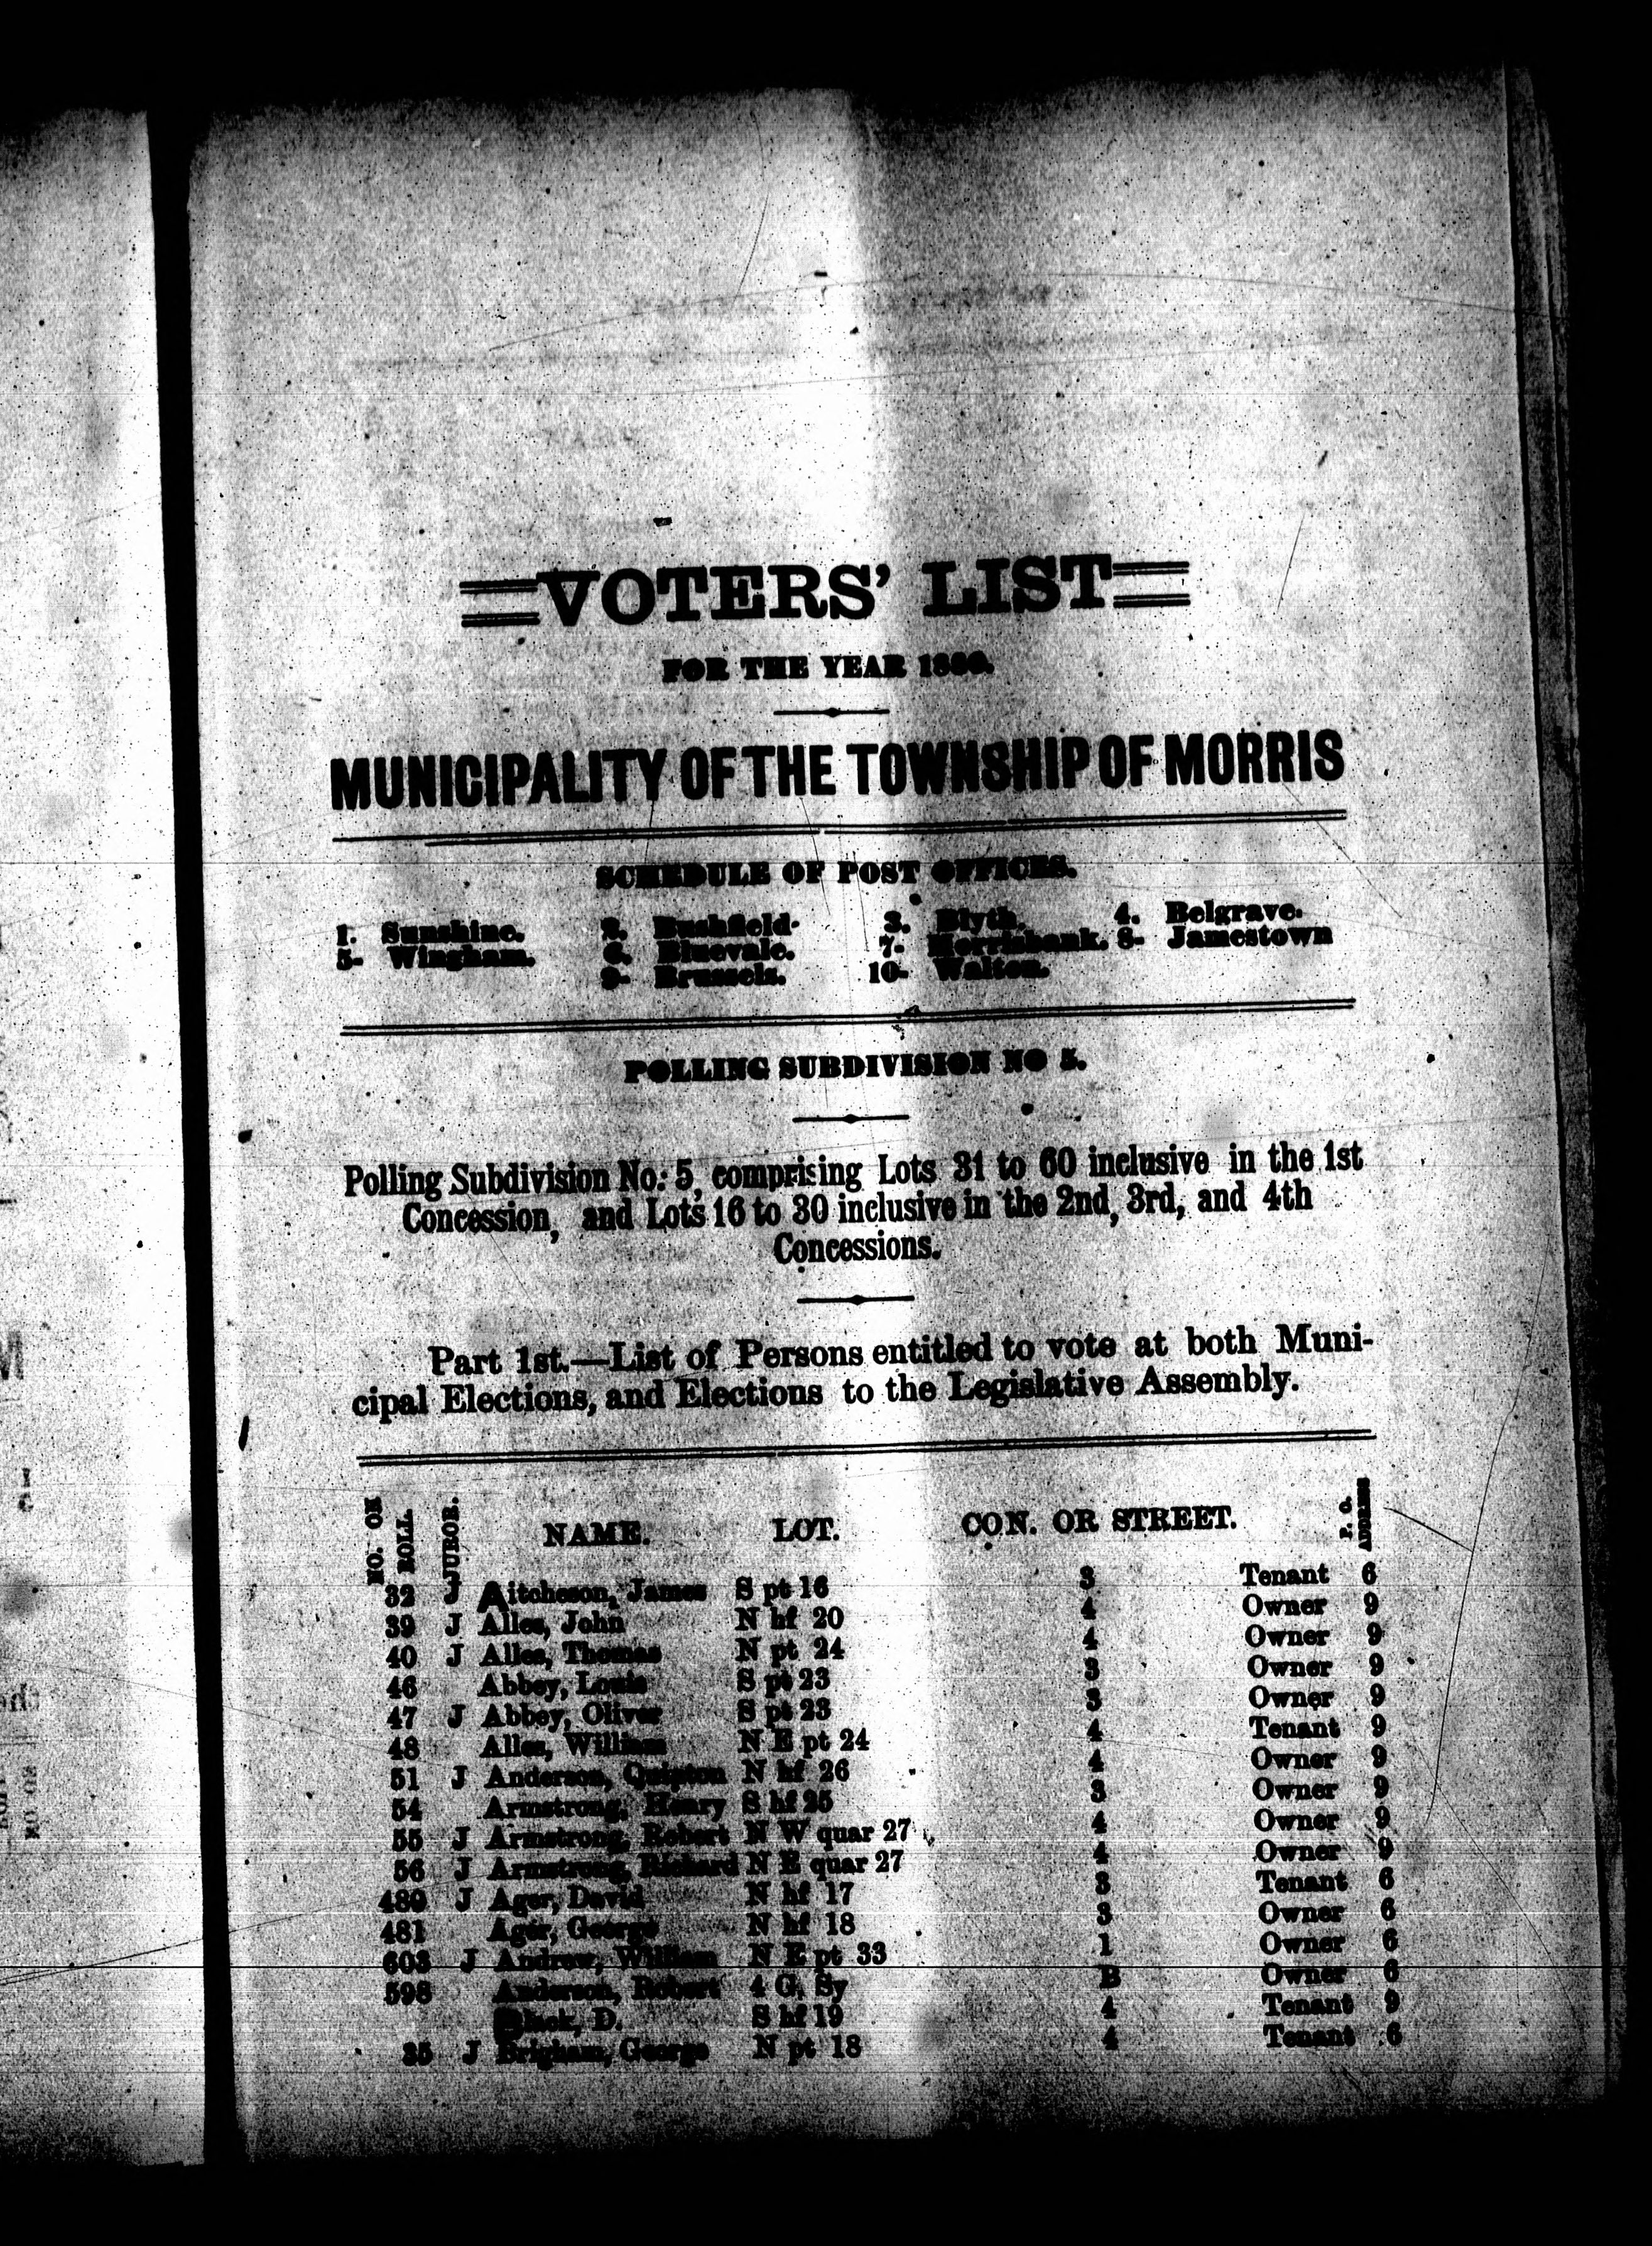 VOTERS' LIST
FOR THE YEAR
MUNICIPALITY OF THE TOWNSHIP OF MORRIS
SCHEDULE OF POST OFFICES.
1. Sunshine. 2. Bushfield. 3. Blyth. 4. Belgrave.
5- Wingham. 6. Bluevale. 7. Morrisbank. 8- Jamestown
9- Brussels. 10- Walton.
POLLING SUBDIVISION NO 5.
Polling Subdivision No: 5, comprising Lots 31 to 60 inclusive in the 1st
Concession, and Lots 16 to 30 inclusive in the 2nd, 3rd, and 4th
Concessions.
Part 1st.—List of Persons entitled to vote at both Muni-
cipal Elections, and Elections to the Legislative Assembly.
NO. ON ROLL JUROR. NAME. LOT. CON. OR STREET. P. O. ADDRESS
32 J Aitcheson, James S pt 16 3 Tenant 6
39 J Alles, John N hf 20 4 Owner 9
40 J Alles, Thomas N pt 24 4 Owner 9
46 Abbey, Louis S pt 23 3 Owner 9
47 J Abbey, Oliver S pt 23 3 Owner 9
48 Alles, William N E pt 24 4 Tenant 9
51 J Anderson, N hf 26 4 Owner 9
54 Armstrong, Henry S hf 25 3 Owner 9
55 J Armstrong, Robert N W quar 27 4 Owner 9
56 J Armstrong, Richard N E quar 27 4 Owner 9
480 J Ager, David N hf 17 3 Tenant 6
481 Ager, George N hf 18 3 Owner 6
603 J Andrew, William N E pt 33 1 Owner 6
598 Anderson, Robert 4 G, Sy B Owner 6
Black, D. S hf 19 4 Tenant 9
35 J Brigham, George N pt 18 4 Tenant 6